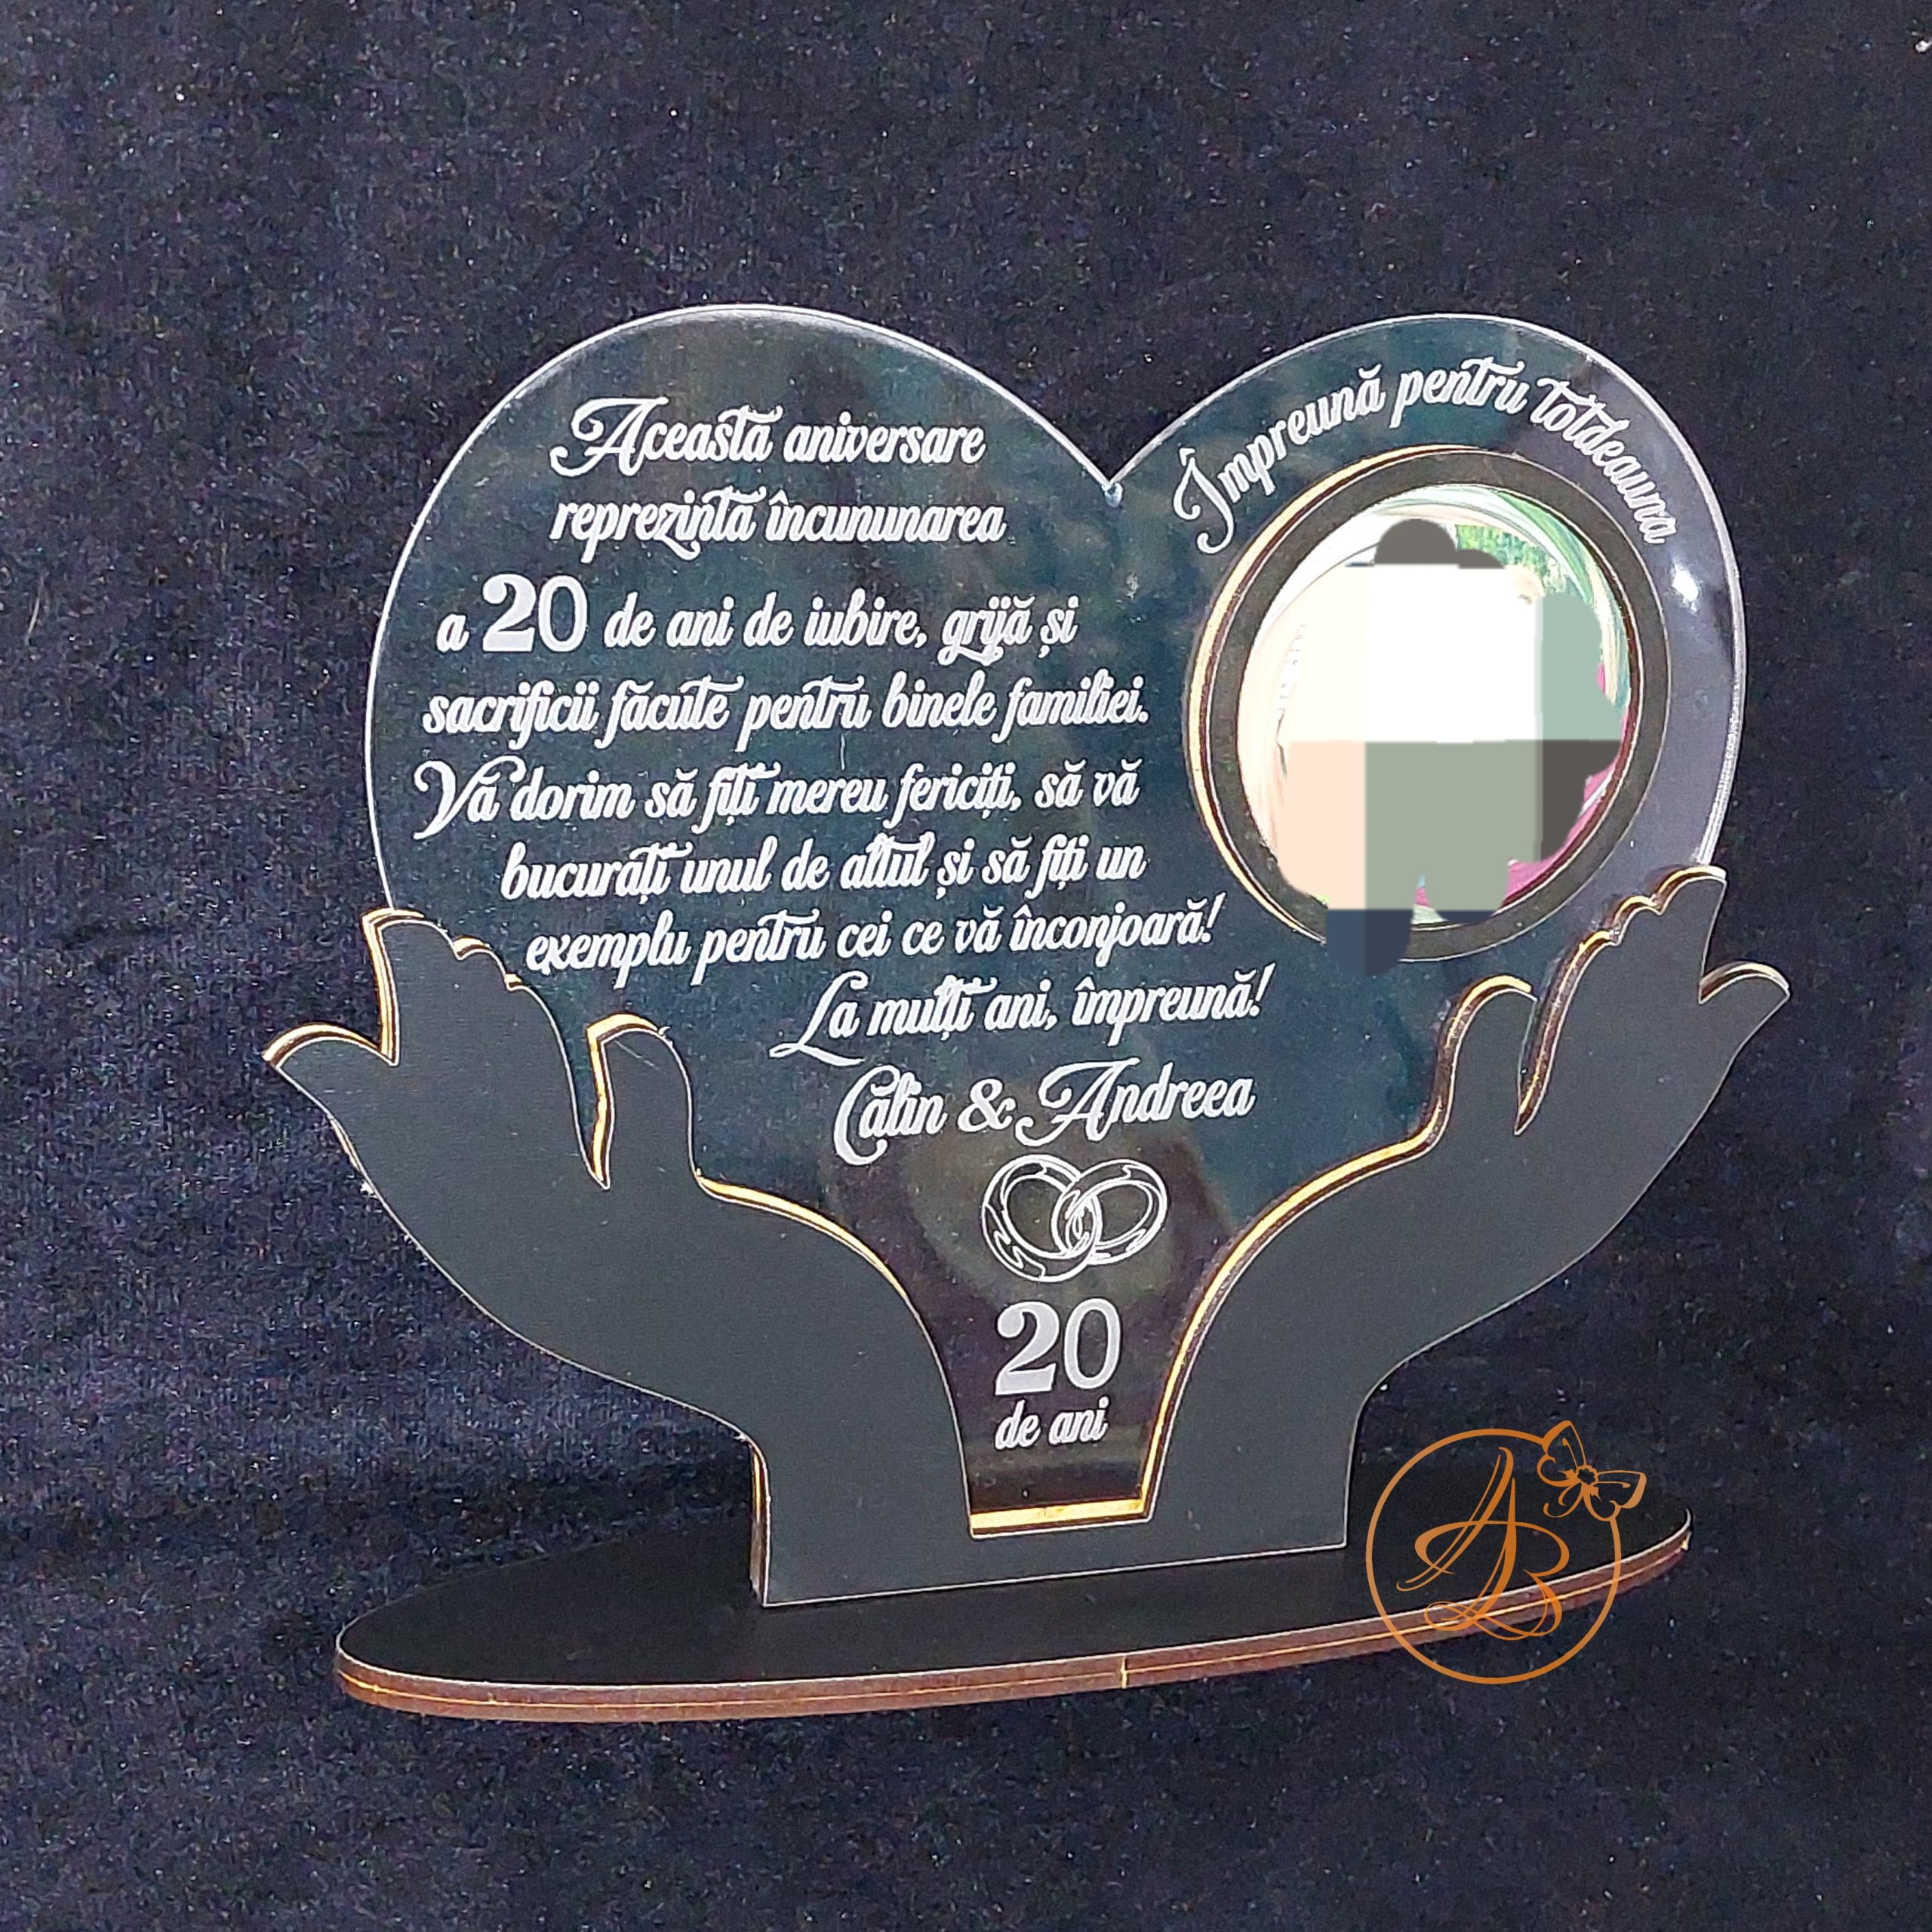 Această aniversare
reprezintă încununarea
a 20 de ani de iubire, grijă și
sacrificii făcute pentru binele familiei.
Vă dorim să fiți mereu fericiți, să vă
bucurați unul de altul și să fiți un
exemplu pentru cei ce vă înconjoară!
La mulți ani, împreună!
Călin & Andreea
20
de ani
Împreună pentru totdeauna
AB